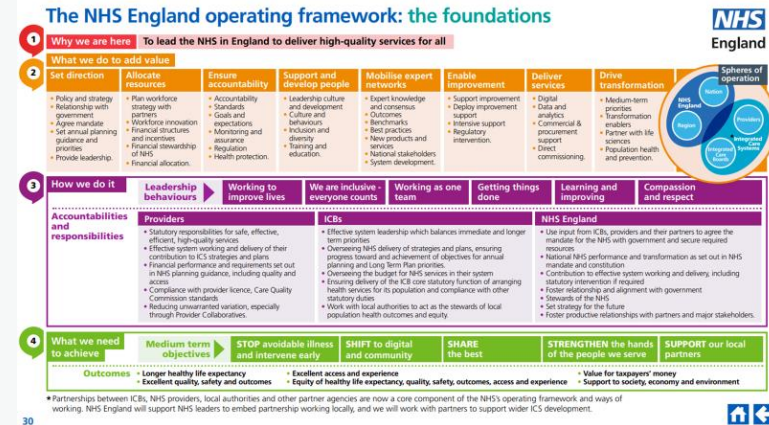 The NHS England operating framework: the foundations
NHS
England
1
Why we are here
To lead the NHS in England to deliver high-quality services for all
2
What we do to add value
Set direction
• Policy and strategy
• Relationship with
government
• Agree mandate
• Set annual planning
guidance and
priorities
• Provide leadership.
Allocate
resources
• Plan workforce
strategy with
partners
• Workforce innovation
• Financial structures
and incentives
• Financial stewardship
of NHS
• Financial allocation.
Ensure
accountability
• Accountability
• Standards
• Goals and
expectations
• Monitoring and
assurance
• Regulation
• Health protection.
Support and
develop people
• Leadership culture
and development
• Culture and
behaviours
• Inclusion and
diversity
• Training and
education.
Mobilise expert
networks
• Expert knowledge
and consensus
• Outcomes
• Benchmarks
• Best practices
• New products and
services
• National stakeholders
• System development.
Enable
improvement
• Support improvement
• Deploy improvement
support
• Intensive support
• Regulatory
intervention.
Deliver
services
• Digital
• Data and
analytics
• Commercial &
procurement
support
• Direct
commissioning.
Drive
transformation
• Medium-term
priorities
• Transformation
enablers
• Partner with life
sciences
• Population health
and prevention.
Spheres of
operation
Nation
NHS
England
Region
Providers
Integrated
Care
Systems
Integrated
Care
Boards
3
How we do it
Leadership
behaviours
Working to
improve lives
We are inclusive -
everyone counts
Working as one
team
Getting things
done
Learning and
improving
Compassion
and respect
Accountabilities
and
responsibilities
Providers
• Statutory responsibilities for safe, effective,
efficient, high-quality services
• Effective system working and delivery of their
contribution to ICS strategies and plans
• Financial performance and requirements set out
in NHS planning guidance, including quality and
access
• Compliance with provider licence, Care Quality
Commission standards
• Reducing unwarranted variation, especially
through Provider Collaboratives.
ICBs
• Effective system leadership which balances immediate and longer
term priorities
• Overseeing NHS delivery of strategies and plans, ensuring
progress toward and achievement of objectives for annual
planning and Long Term Plan priorities.
• Overseeing the budget for NHS services in their system
• Ensuring delivery of the ICB core statutory function of arranging
health services for its population and compliance with other
statutory duties
• Work with local authorities to act as the stewards of local
population health outcomes and equity.
NHS England
• Use input from ICBs, providers and their partners to agree the
mandate for the NHS with government and secure required
resources
• National NHS performance and transformation as set out in NHS
mandate and constitution
• Contribution to effective system working and delivery, including
statutory intervention if required
• Foster relationship and alignment with government
• Stewards of the NHS
• Set strategy for the future
• Foster productive relationships with partners and major stakeholders.
4
What we need
to achieve
Medium term
objectives
STOP avoidable illness
and intervene early
SHIFT to digital
and community
SHARE
the best
STRENGTHEN the hands
of the people we serve
SUPPORT our local
partners
Outcomes
• Longer healthy life expectancy
• Excellent quality, safety and outcomes
• Excellent access and experience
• Equity of healthy life expectancy, quality, safety, outcomes, access and experience
• Value for taxpayers' money
• Support to society, economy and environment
* Partnerships between ICBs, NHS providers, local authorities and other partner agencies are now a core component of the NHS's operating framework and ways of
working. NHS England will support NHS leaders to embed partnership working locally, and we will work with partners to support wider ICS development.
30